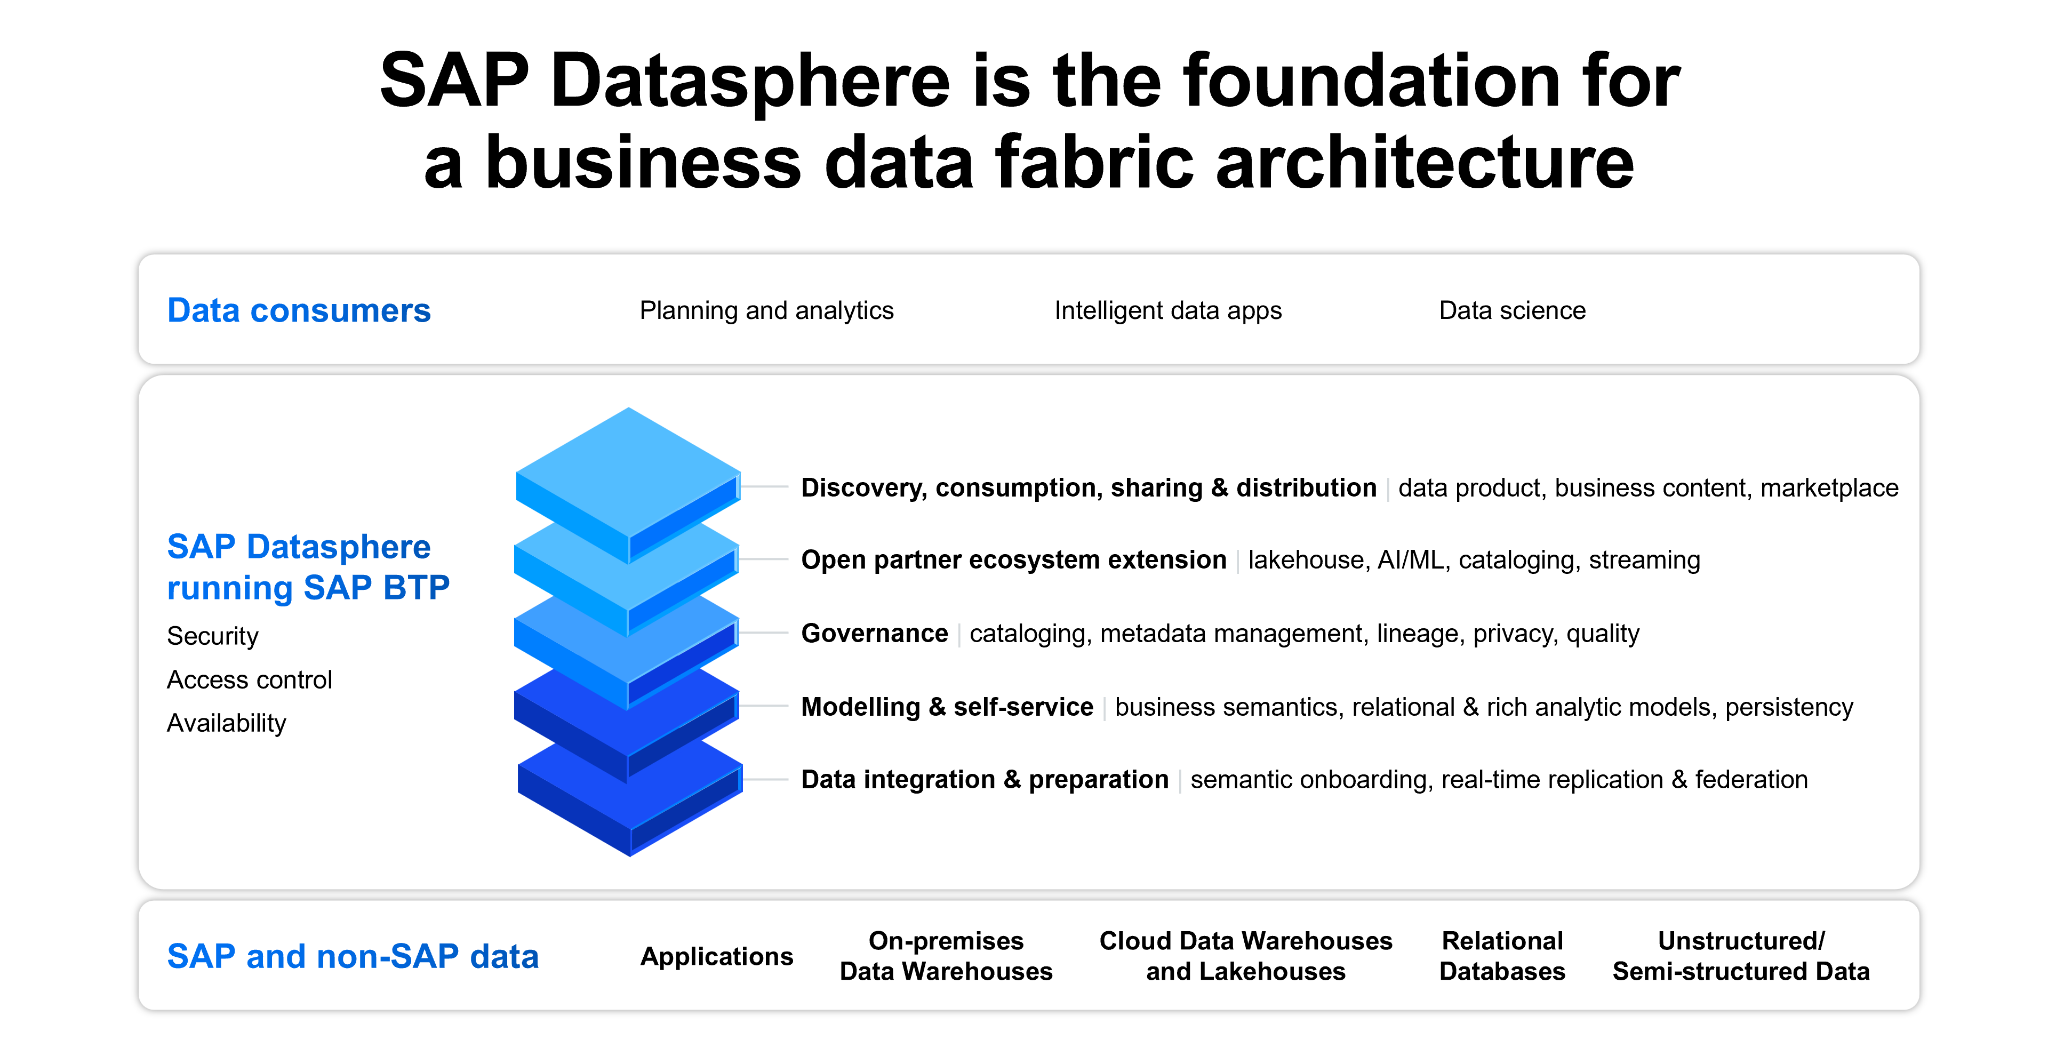 SAP Datasphere is the foundation for
a business data fabric architecture
Data consumers
Planning and analytics
Intelligent data apps
Data science
SAP Datasphere
running SAP BTP
Security
Access control
Availability
Discovery, consumption, sharing & distribution | data product, business content, marketplace
Open partner ecosystem extension | lakehouse, AI/ML, cataloging, streaming
Governance | cataloging, metadata management, lineage, privacy, quality
Modelling & self-service | business semantics, relational & rich analytic models, persistency
Data integration & preparation | semantic onboarding, real-time replication & federation
SAP and non-SAP data
Applications
On-premises
Data Warehouses
Cloud Data Warehouses
and Lakehouses
Relational
Databases
Unstructured/
Semi-structured Data